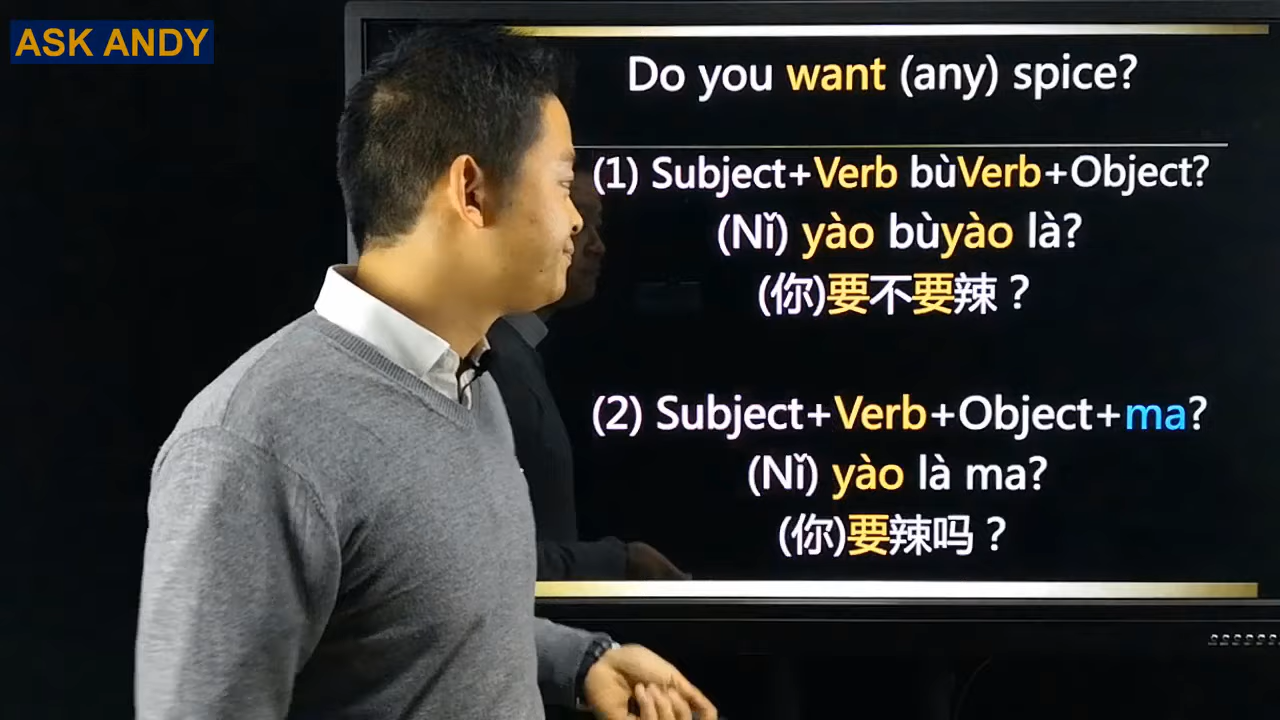 ASK ANDY
Do you want (any) spice?
(1) Subject+Verb bùVerb+Object?
(Nǐ) yào bùyào là?
(你)要不要辣？
(2) Subject+Verb+Object+ma?
(Nǐ) yào là ma?
(你)要辣吗？